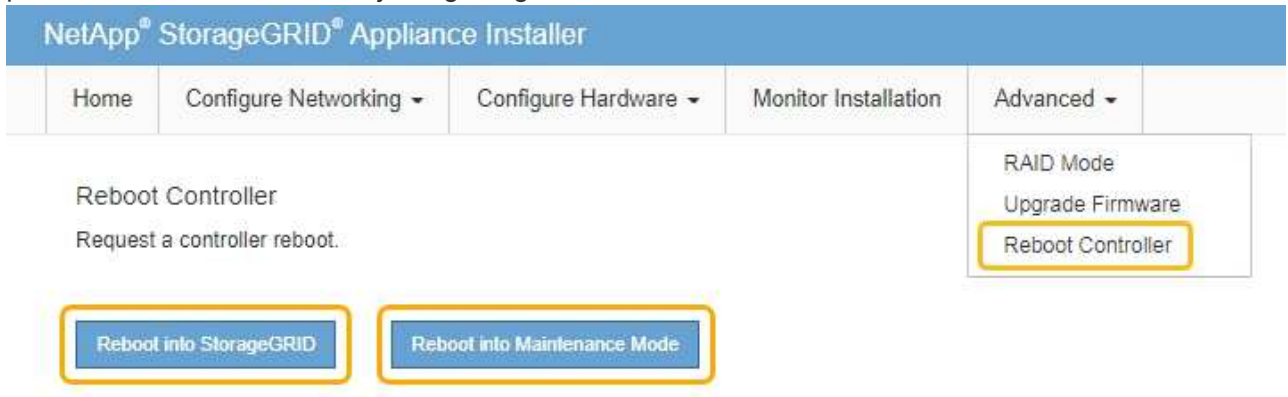 NetApp® StorageGRID® Appliance Installer
Home Configure Networking Configure Hardware Monitor Installation Advanced
RAID Mode
Upgrade Firmware
Reboot Controller
Reboot Controller
Request a controller reboot.
Reboot into StorageGRID Reboot into Maintenance Mode